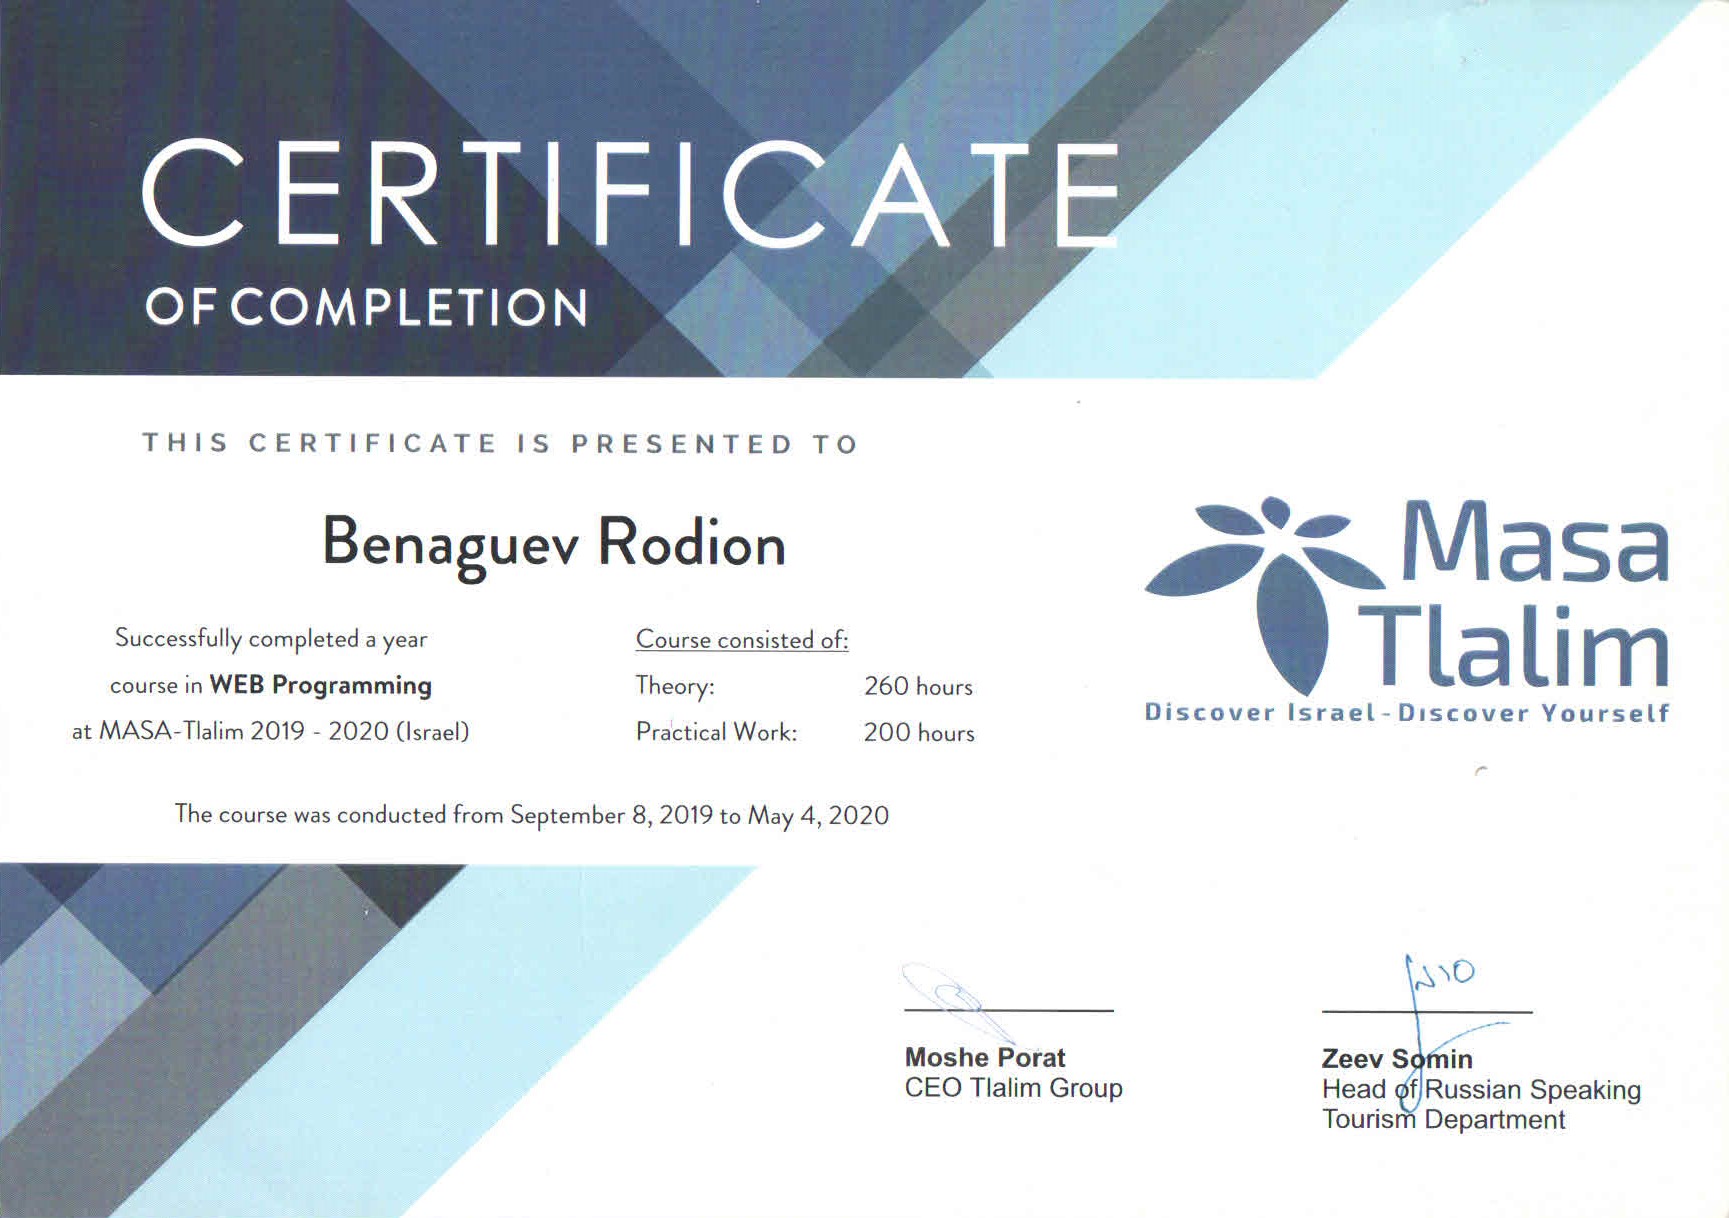 CERTIFICATE
OF COMPLETION
THIS CERTIFICATE IS PRESENTED TO
Benaguev Rodion
Successfully completed a year
course in WEB Programming
at MASA-Tlalim 2019 - 2020 (Israel)
Course consisted of:
Theory: 260 hours
Practical Work: 200 hours
The course was conducted from September 8, 2019 to May 4, 2020
Masa
Tlalim
Discover Israel - Discover Yourself
Moshe Porat
CEO Tlalim Group
Zeev Somin
Head of Russian Speaking
Tourism Department